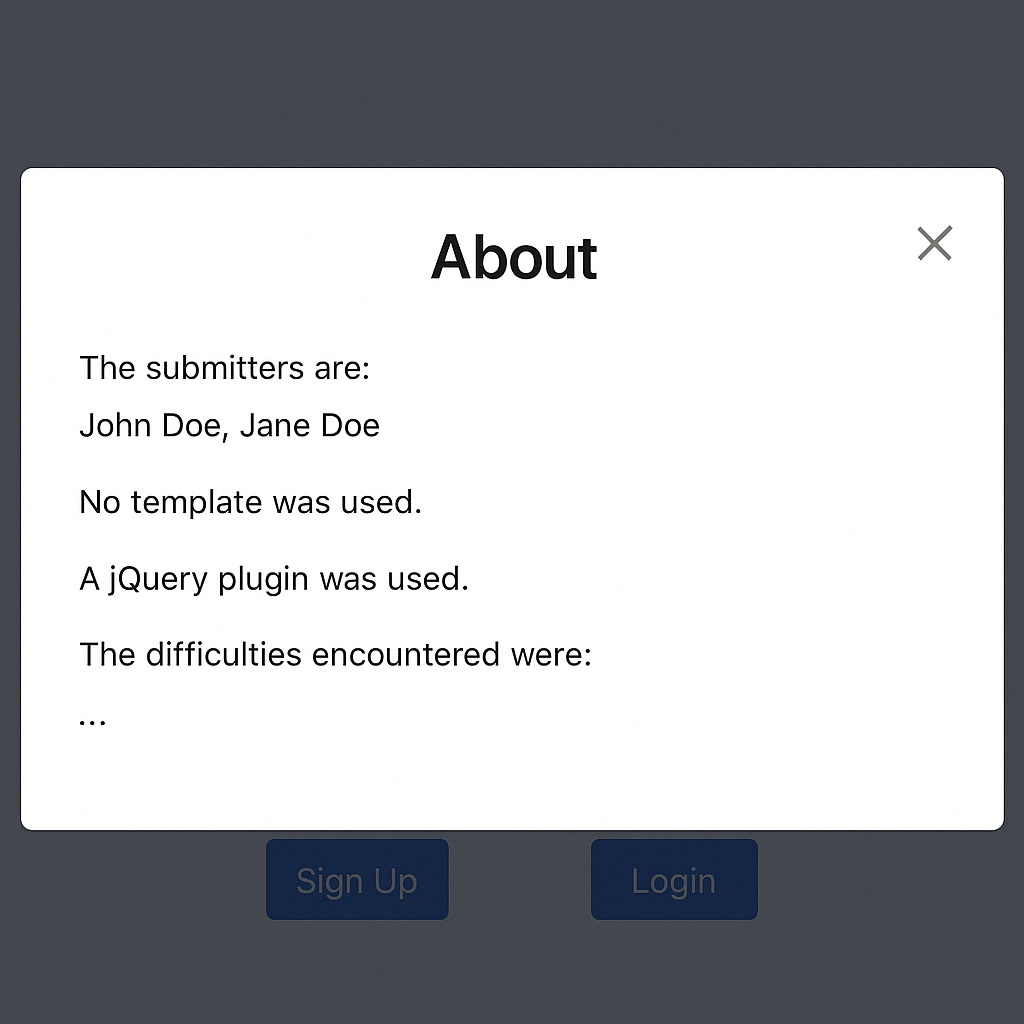 About
The submitters are:
John Doe, Jane Doe
No template was used.
A jQuery plugin was used.
The difficulties encountered were:
...
Sign Up
Login